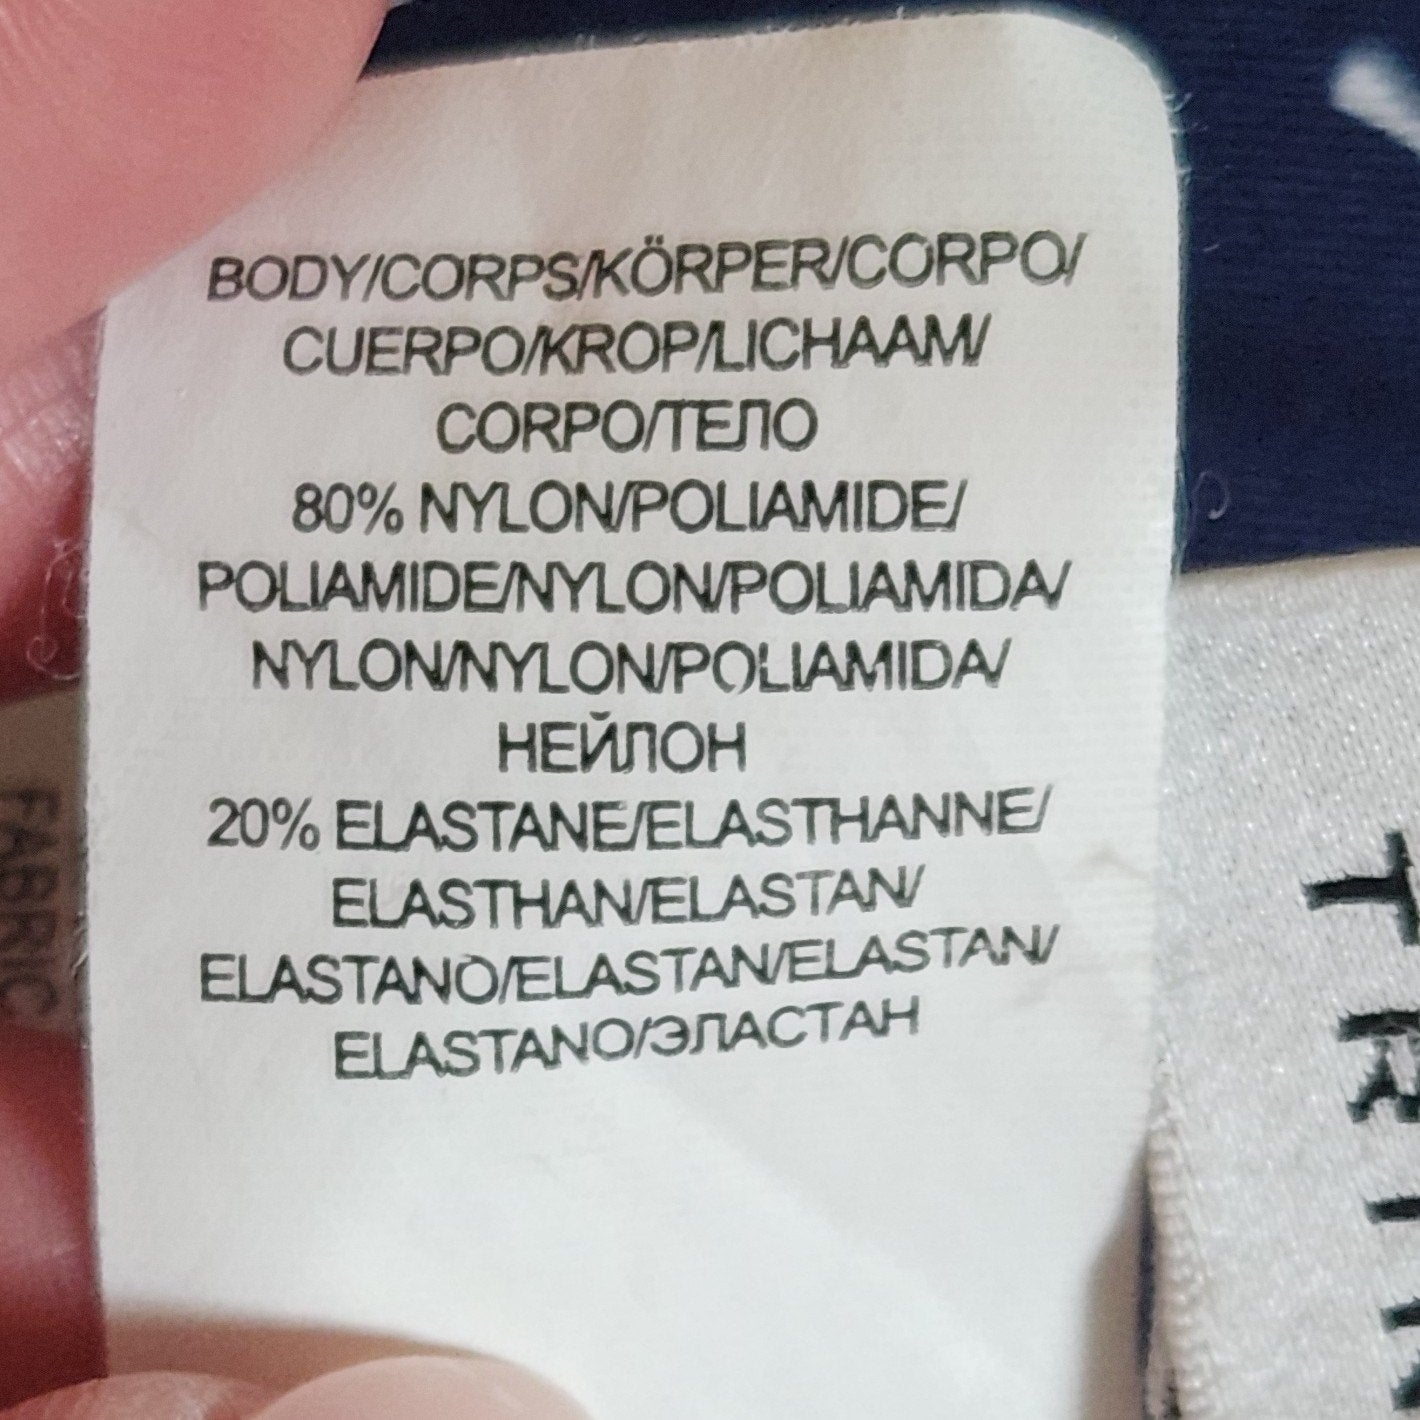 BODY/CORPS/KÖRPER/CORPO/
CUERPO/KROP/LICHAAM/
CORPO/ТЕЛО
80% NYLON/POLIAMIDE/
POLIAMIDE/NYLON/POLIAMIDA/
NYLON/NYLON/POLIAMIDA/
НЕЙЛОН
20% ELASTANE/ELASTHANNE/
ELASTHAN/ELASTAN/
ELASTANO/ELASTAN/ELASTAN/
ELASTANO/ЭЛАСТАН
FABRIC